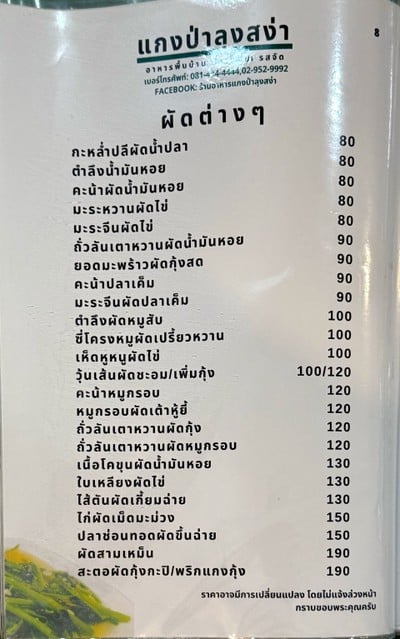 แกงป่าลุงสง่า
8
อาหารพื้นบ้าน รสจัด
เบอร์โทรศัพท์: 081-444-4444, 02-952-9992
FACEBOOK: ร้านอาหารแกงป่าลุงสง่า
ผัดต่างๆ
กะหล่ำปลีผัดน้ำปลา 80
ตำลึงน้ำมันหอย 80
คะน้าผัดน้ำมันหอย 80
มะระหวานผัดไข่ 80
มะระจีนผัดไข่ 80
ถั่วลันเตาหวานผัดน้ำมันหอย 90
ยอดมะพร้าวผัดกุ้งสด 90
คะน้าปลาเค็ม 90
มะระจีนผัดปลาเค็ม 90
ตำลึงผัดหมูสับ 100
ซี่โครงหมูผัดเปรี้ยวหวาน 100
เห็ดหูหนูผัดไข่ 100
วุ้นเส้นผัดชะอม/เพิ่มกุ้ง 100/120
คะน้าหมูกรอบ 120
หมูกรอบผัดเต้าหู้ยี้ 120
ถั่วลันเตาหวานผัดกุ้ง 120
ถั่วลันเตาหวานผัดหมูกรอบ 120
เนื้อโคขุนผัดน้ำมันหอย 130
ใบเหลียงผัดไข่ 130
ไส้ตันผัดเกี้ยมฉ่าย 130
ไก่ผัดเม็ดมะม่วง 150
ปลาช่อนทอดผัดขึ้นฉ่าย 150
ผัดสามเหม็น 190
สะตอผัดกุ้งกะปิ/พริกแกงกุ้ง 190
ราคาอาจมีการเปลี่ยนแปลง โดยไม่แจ้งล่วงหน้า
กราบขอบพระคุณครับ